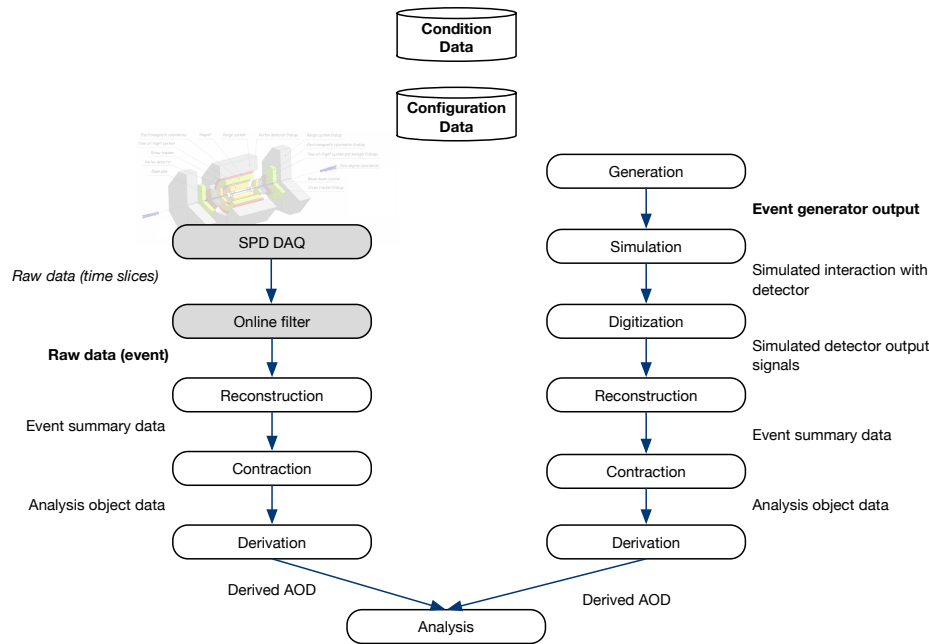 Condition
Data
Configuration
Data
SPD DAQ
Raw data (time slices)
Online filter
Raw data (event)
Reconstruction
Event summary data
Contraction
Analysis object data
Derivation
Derived AOD
Generation
Event generator output
Simulation
Simulated interaction with
detector
Digitization
Simulated detector output
signals
Reconstruction
Event summary data
Contraction
Analysis object data
Derivation
Derived AOD
Analysis